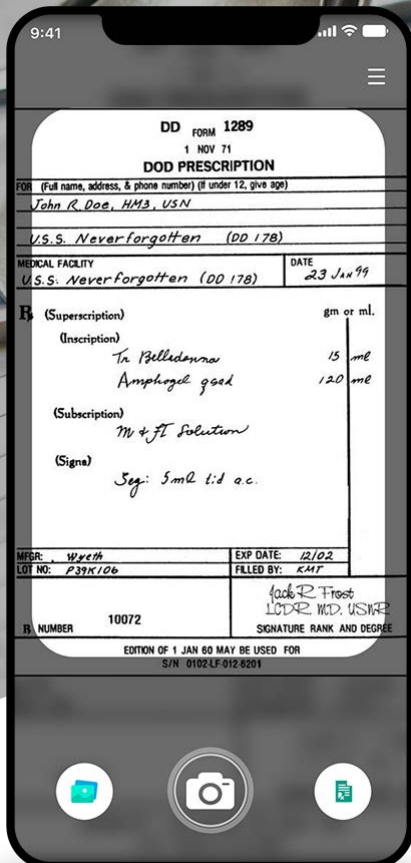 9:41
DD FORM 1289
1 NOV 71
DOD PRESCRIPTION
FOR (Full name, address, & phone number) (If under 12, give age)
John R. Doe, HM3, USN
U.S.S. Neverforgotten (DD 178)
MEDICAL FACILITY
U.S.S. Neverforgotten (DD 178)
DATE
23 JAN 99
℞ (Superscription)
gm or ml.
(Inscription)
Tr Belladonna 15 ml
Amphogel qsad 120 ml
(Subscription)
M & FT Solution
(Signa)
Sig: 5ml tid a.c.
MFGR: Wyeth
EXP DATE: 12/02
LOT NO: P39K106
FILLED BY: KMT
Jack R. Frost
LCDR, MD, USNR
℞ NUMBER 10072
SIGNATURE RANK AND DEGREE
EDITION OF 1 JAN 60 MAY BE USED FOR
S/N 0102-LF-012-6201